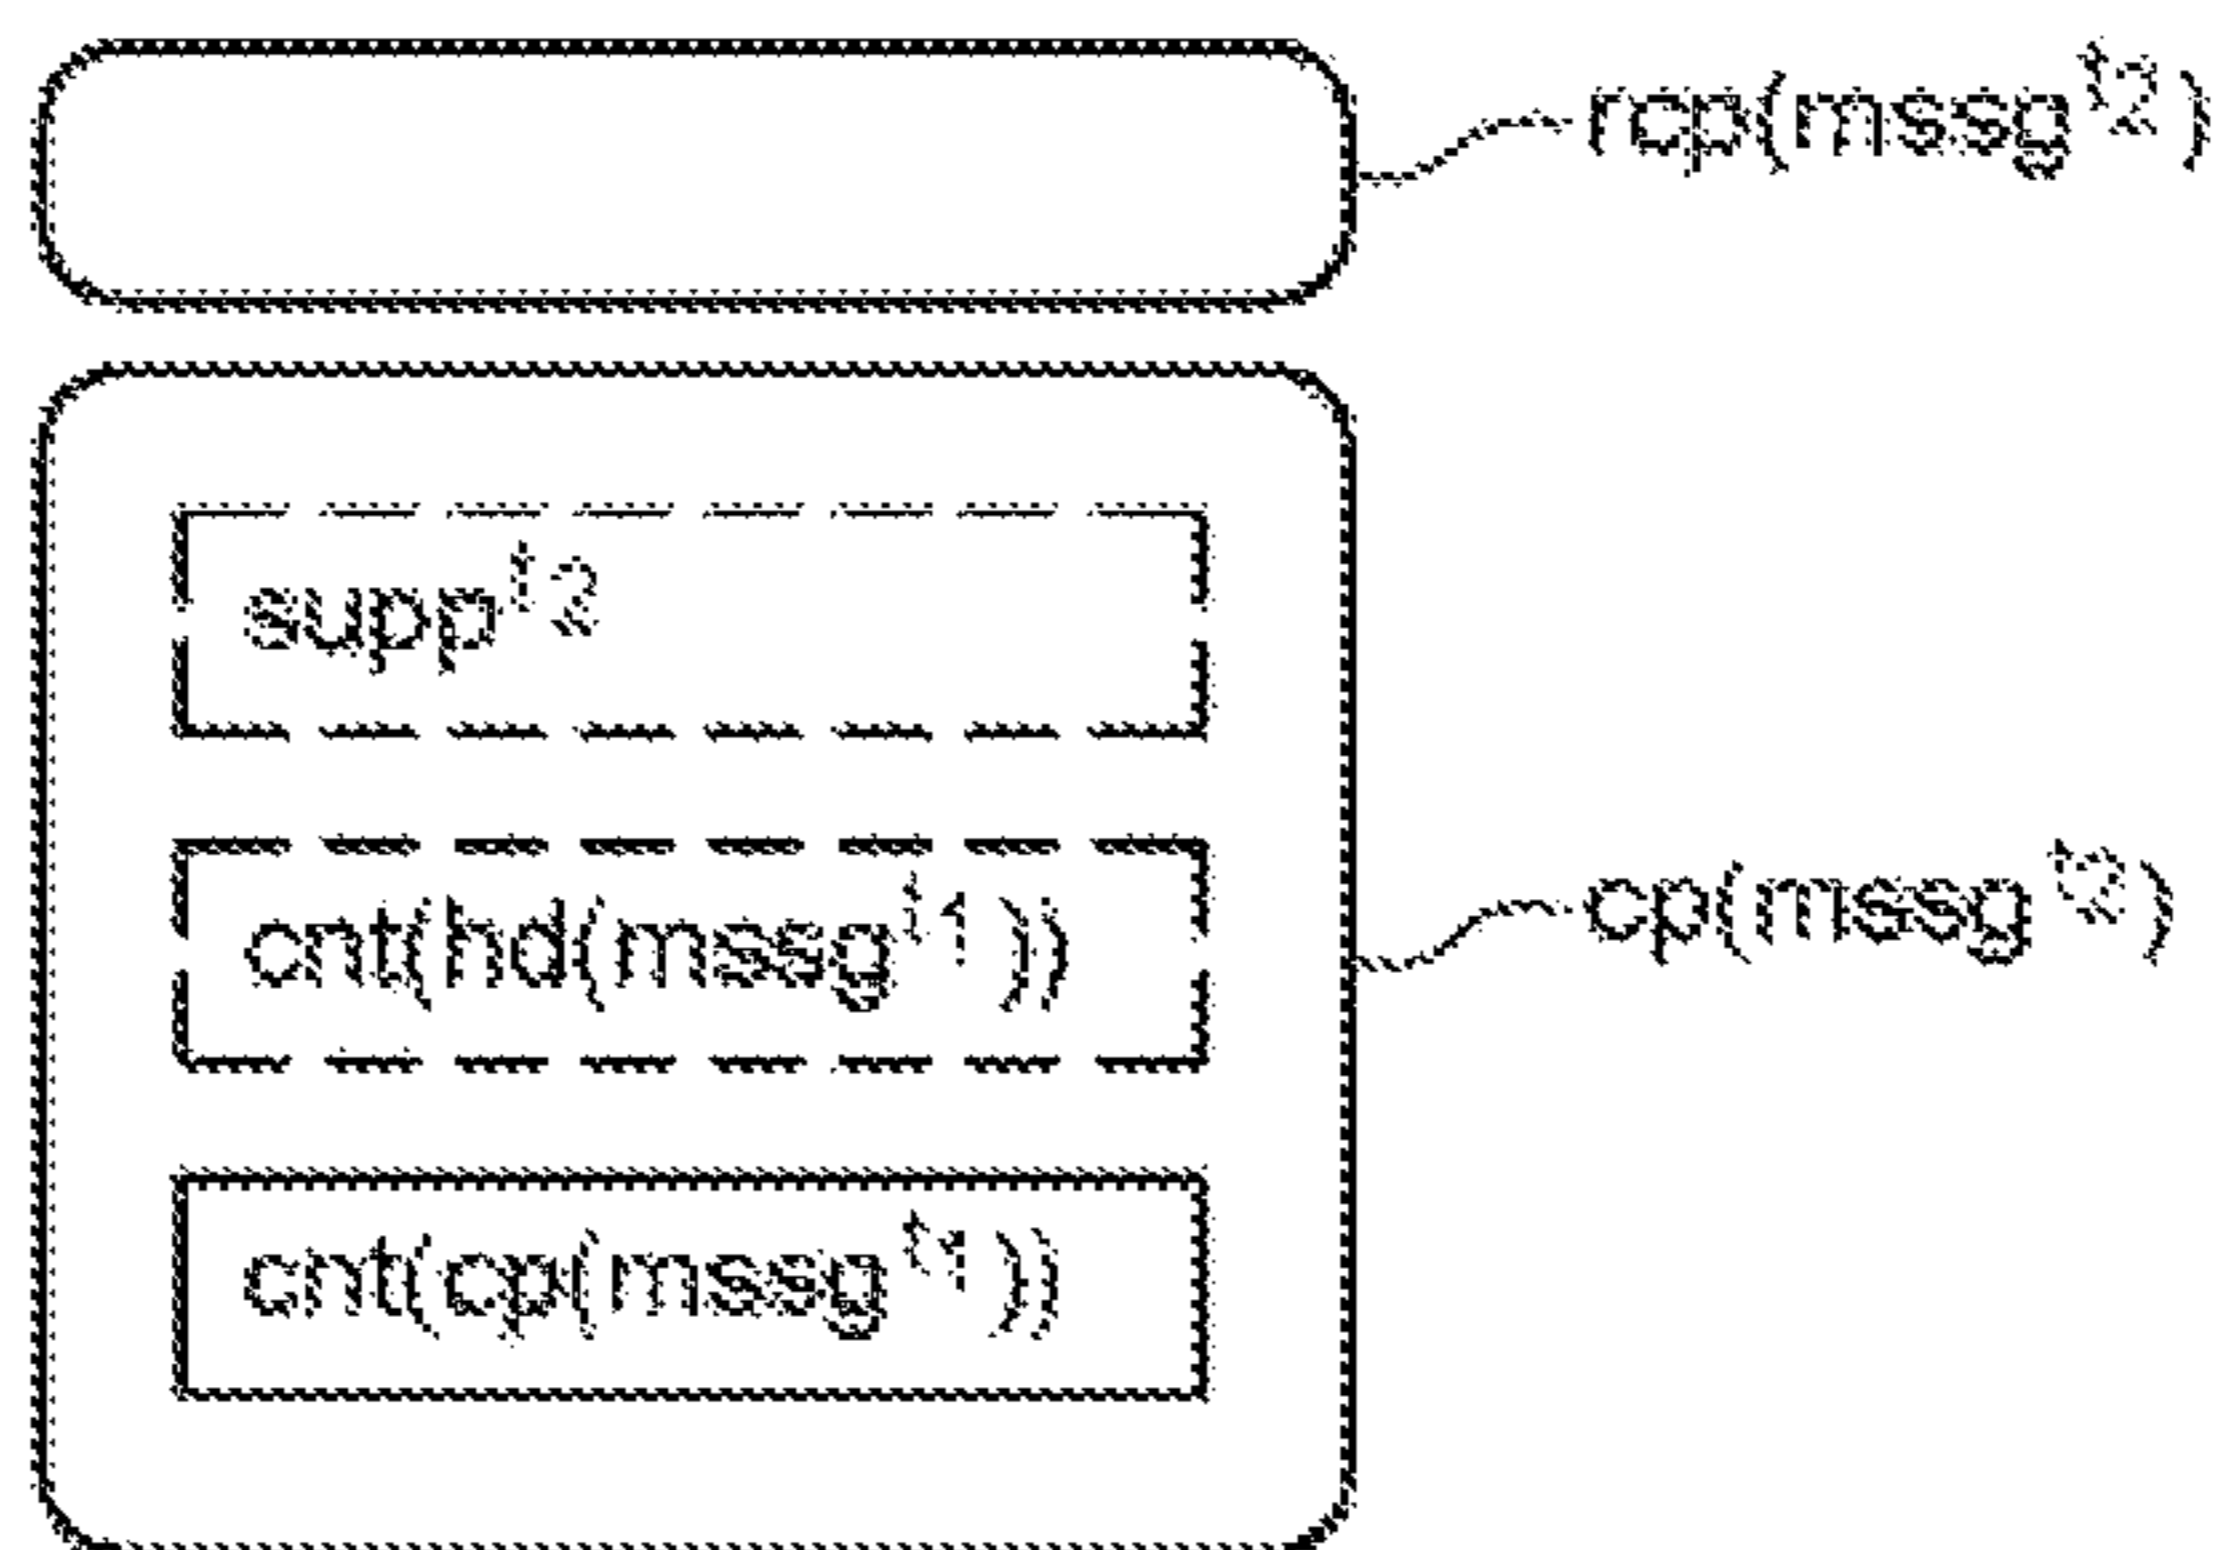 rcp(mssg^t2)
supp^t2
cnt(hd(mssg^t1))
cp(mssg^t2)
cnt(cp(mssg^t1))